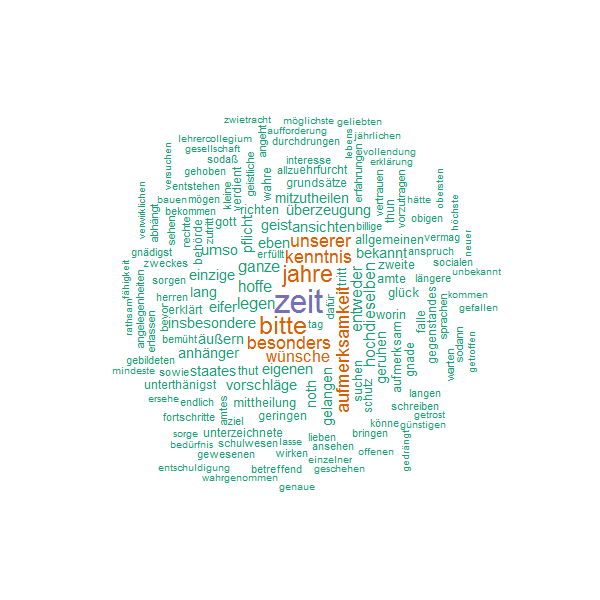 zwietracht
möglichste
geliebten
lehrercollegium
aufforderung
angeht
lebens
jährlichen
gesellschaft
durchdrungen
vollendung
versuchen
sodaß
interesse
erklärung
gehoben
verdient
geistliche
wahre
allzu
ehrfurcht
erfahrungen
vertrauen
obersten
entstehen
kleine
grundsätze
vorzutragen
verwirklichen
bauen
mögen
mitzutheilen
thun
hätte
höchste
abhängt
bekommen
zutritt
richten
überzeugung
obigen
sehen
rechte
gott
geist
ansichten
billige
neuer
behörde
pflicht
eben
unserer
allgemeinen
vermag
gnädigst
umso
erfüllt
kenntnis
bekannt
anspruch
zweckes
ganze
jahre
tritt
zweite
socialen
fähigkeit
sorgen
einzige
hoffe
hochdieselben
amte
längere
unbekannt
angelegenheiten
herren
lang
zeit
dafür
entweder
glück
kommen
rathsam
erlassen
bevor
erklärt
eifer
legen
aufmerksamkeit
worin
falle
sprachen
gefallen
insbesondere
bitte
tag
aufmerksam
gegenstandes
sodann
bemüht
äußern
besonders
geruhen
gnade
getroffen
gebildeten
anhänger
wünsche
warten
mindeste
sowie
staates
thut
eigenen
suchen
unterthänigst
vorschläge
noth
gelangen
schutz
langen
ersehe
endlich
amtes
mittheilung
schreiben
fortschritte
ziel
geringen
könne
getrost
günstigen
sorge
unterzeichnete
lieben
bringen
bedürfnis
schulwesen
lasse
ansehen
offenen
gedrängt
gewesenen
wirken
einzelner
entschuldigung
betreffend
geschehen
wahrgenommen
genaue